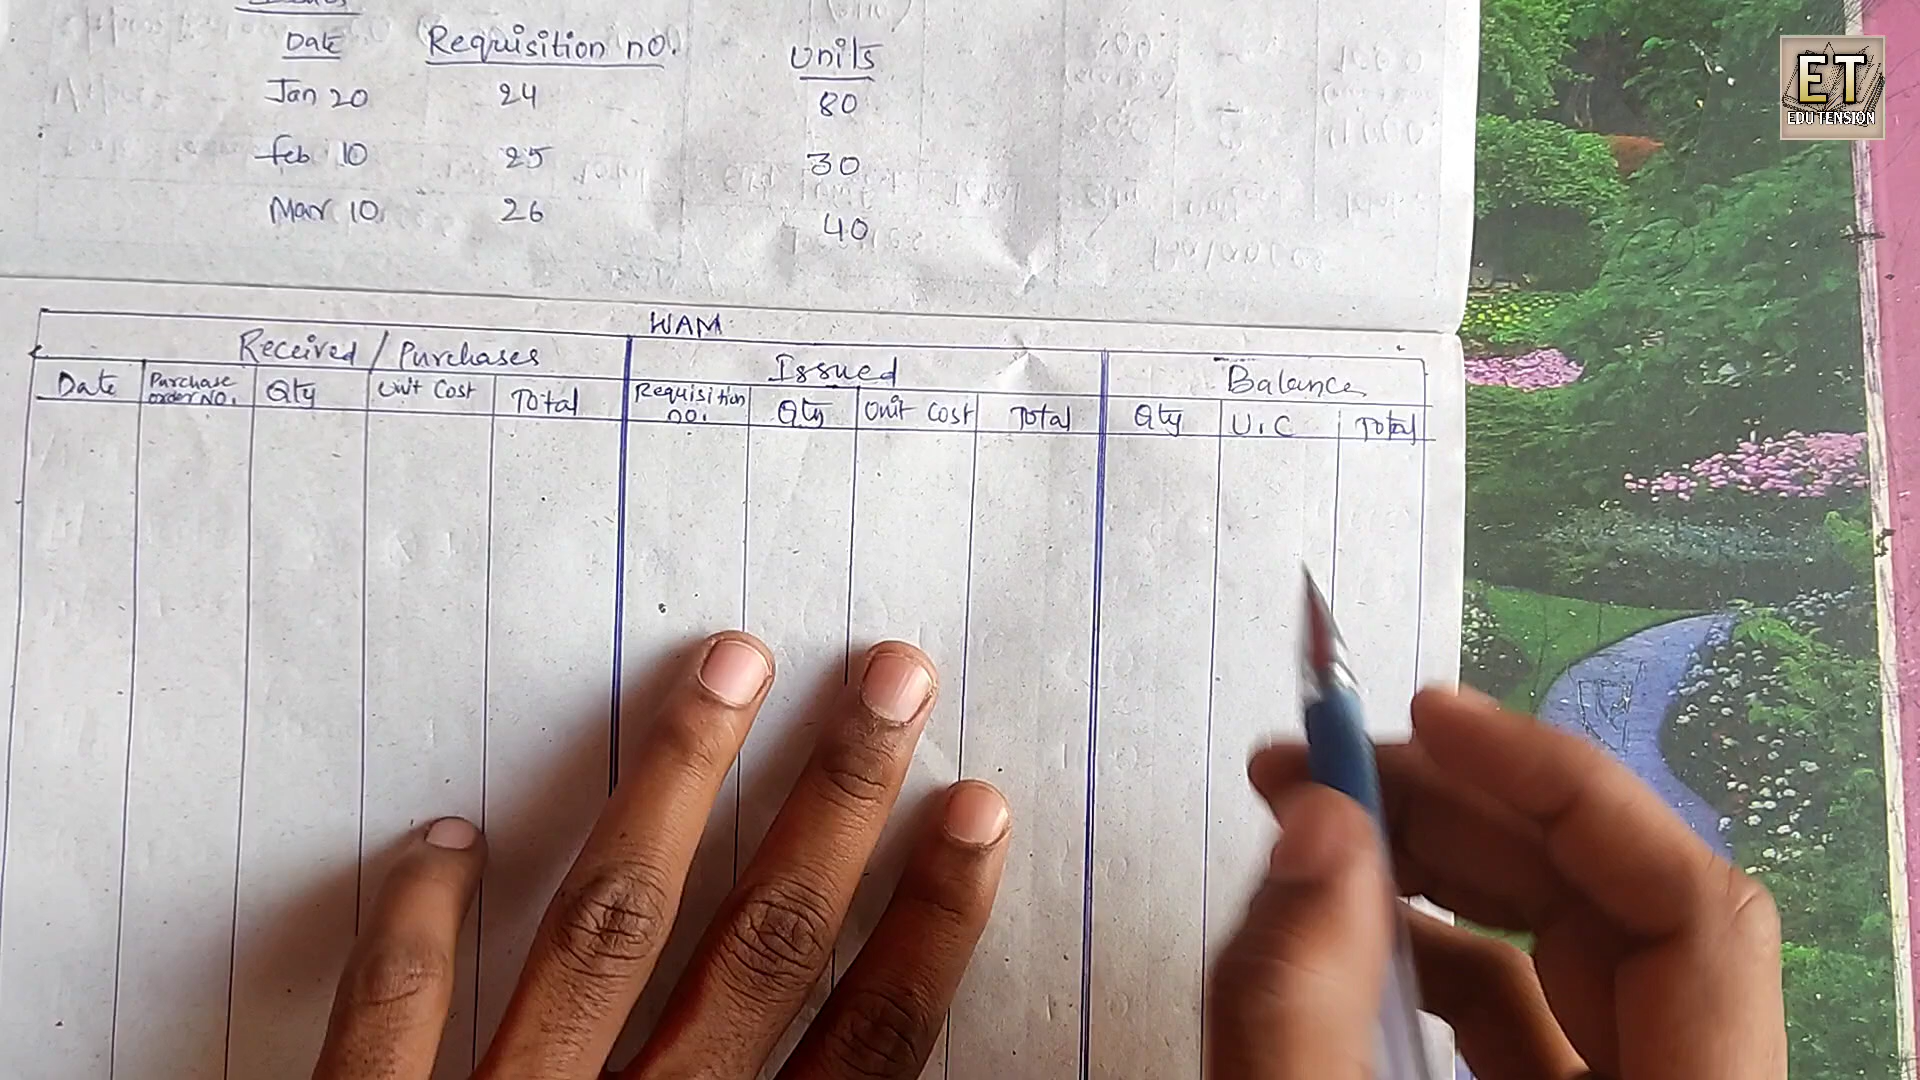 Date Requisition no. Units
Jan 20 24 80
feb 10 25 30
Mar 10 26 40
WAM
Received / Purchases Issued Balance
Date Purchase order NO. Qty Unit Cost Total Requisition no. Qty Unit Cost Total Qty U.C Total
ET
EDUTENSION